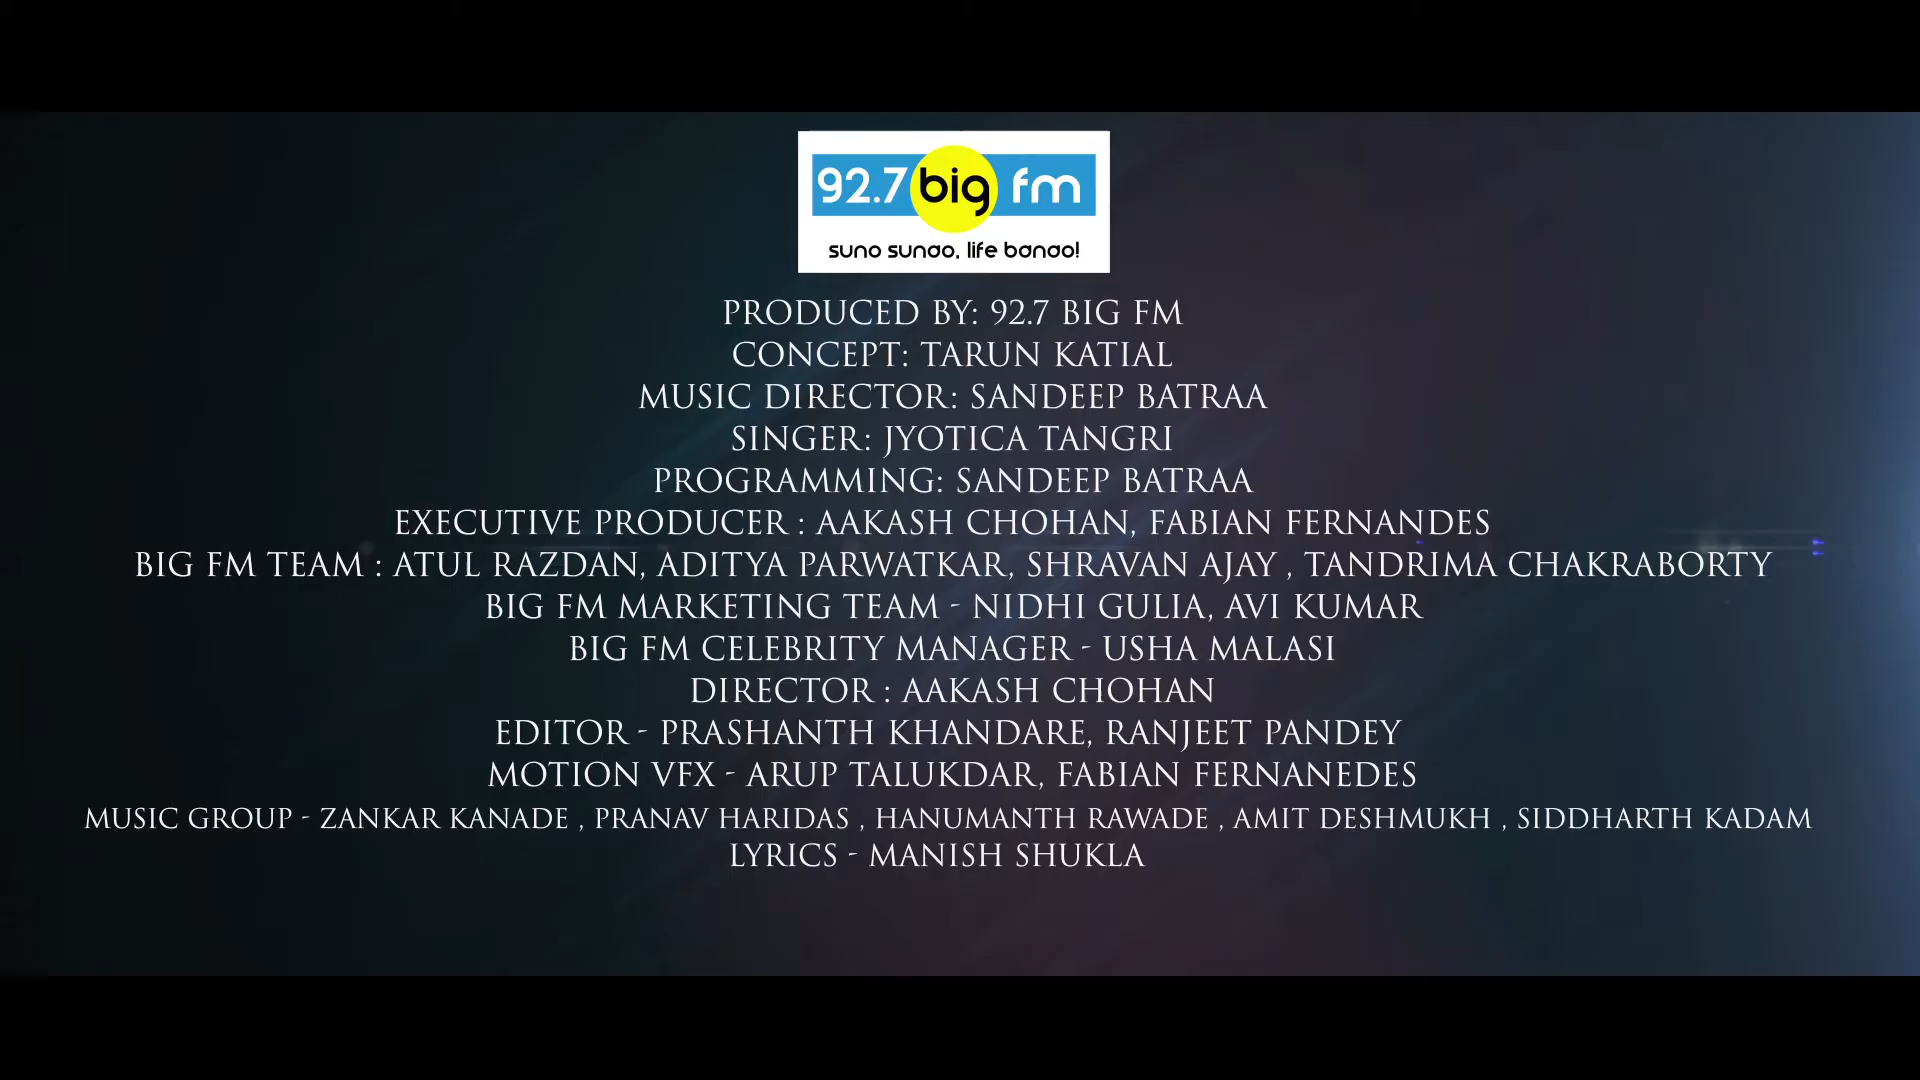 92.7 big fm
suno sunao, life banao!
PRODUCED BY: 92.7 BIG FM
CONCEPT: TARUN KATIAL
MUSIC DIRECTOR: SANDEEP BATRAA
SINGER: JYOTICA TANGRI
PROGRAMMING: SANDEEP BATRAA
EXECUTIVE PRODUCER : AAKASH CHOHAN, FABIAN FERNANDES
BIG FM TEAM : ATUL RAZDAN, ADITYA PARWATKAR, SHRAVAN AJAY , TANDRIMA CHAKRABORTY
BIG FM MARKETING TEAM - NIDHI GULIA, AVI KUMAR
BIG FM CELEBRITY MANAGER - USHA MALASI
DIRECTOR : AAKASH CHOHAN
EDITOR - PRASHANTH KHANDARE, RANJEET PANDEY
MOTION VFX - ARUP TALUKDAR, FABIAN FERNANEDES
MUSIC GROUP - ZANKAR KANADE , PRANAV HARIDAS , HANUMANTH RAWADE , AMIT DESHMUKH , SIDDHARTH KADAM
LYRICS - MANISH SHUKLA